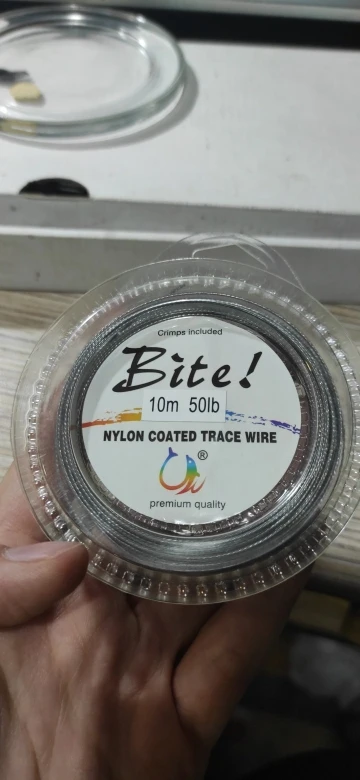 Crimps included
Bite!
10m 50lb
NYLON COATED TRACE WIRE
®
premium quality